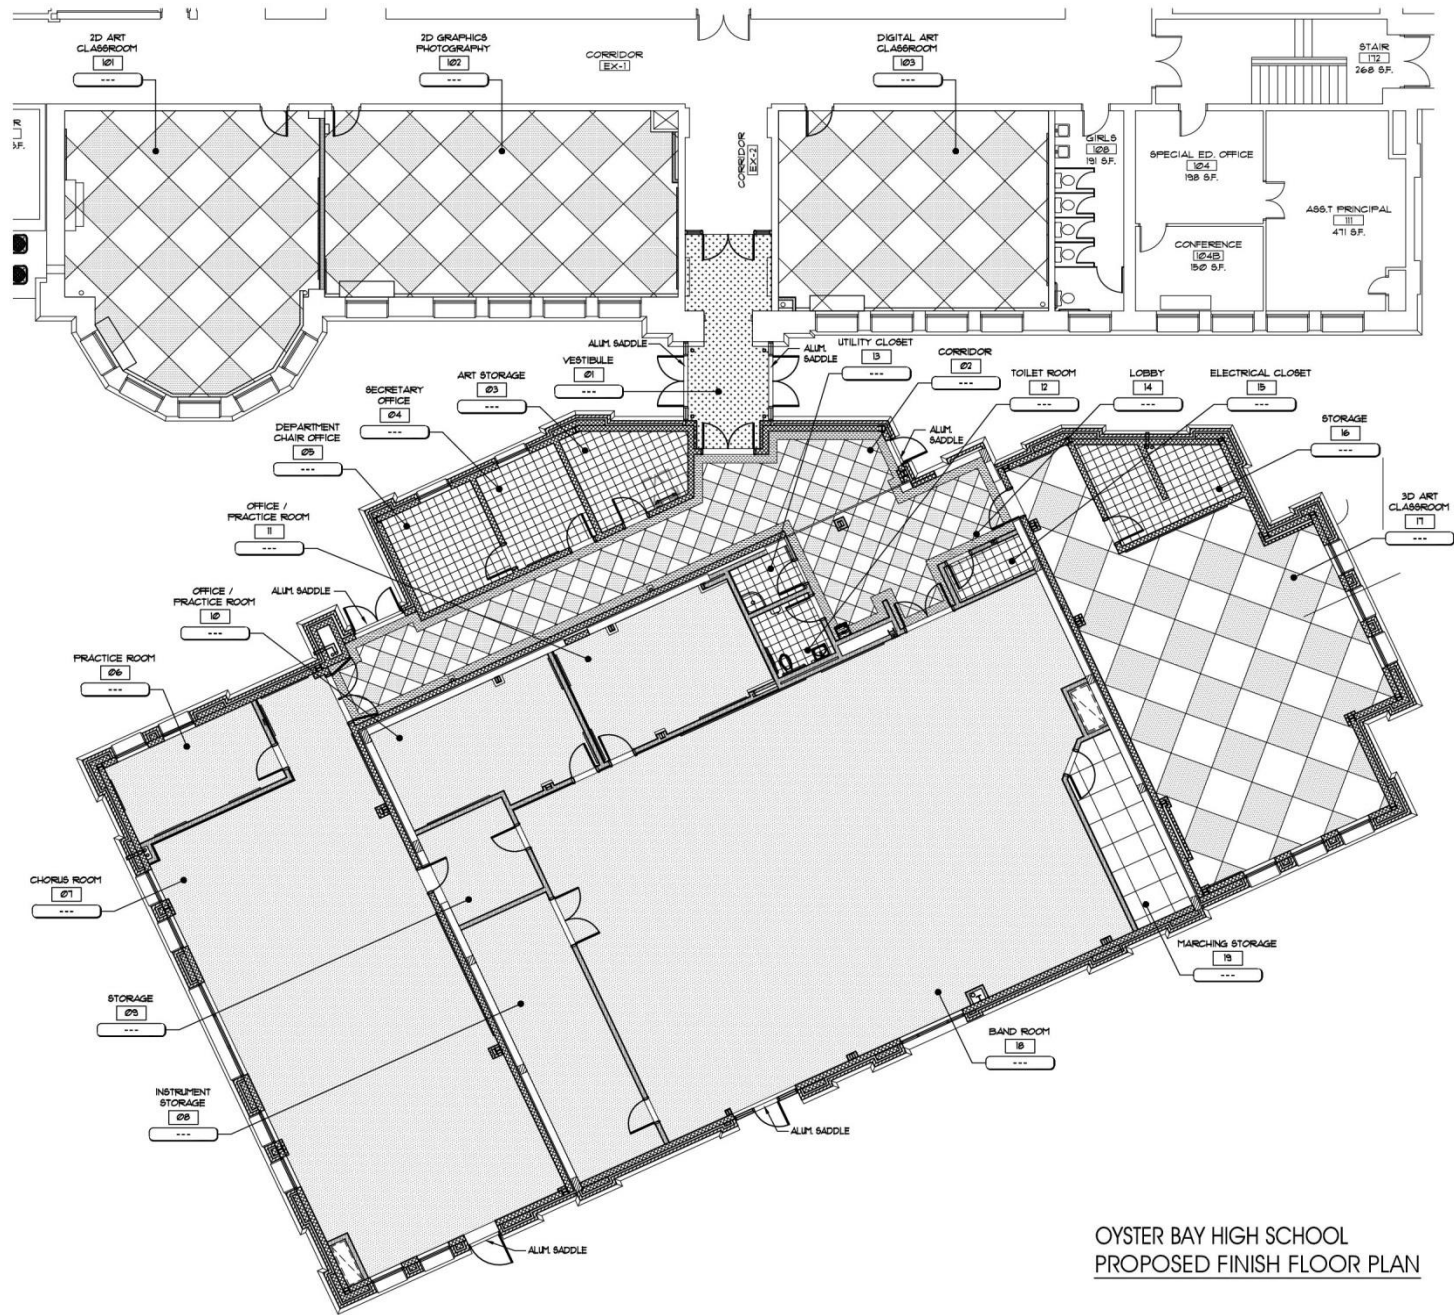 2D ART
CLASSROOM
101
---
2D GRAPHICS
PHOTOGRAPHY
102
---
CORRIDOR
EX-1
DIGITAL ART
CLASSROOM
103
---
STAIR
172
268 S.F.
R
S.F.
CORRIDOR
EX-2
GIRLS
108
191 S.F.
SPECIAL ED. OFFICE
104
198 S.F.
CONFERENCE
104B
150 S.F.
ASS.T PRINCIPAL
111
471 S.F.
ALUM. SADDLE
VESTIBULE
01
---
ALUM.
SADDLE
UTILITY CLOSET
13
---
CORRIDOR
02
---
TOILET ROOM
12
---
LOBBY
14
---
ELECTRICAL CLOSET
15
---
STORAGE
16
---
ART STORAGE
03
---
SECRETARY
OFFICE
04
---
DEPARTMENT
CHAIR OFFICE
05
---
ALUM.
SADDLE
3D ART
CLASSROOM
17
---
OFFICE /
PRACTICE ROOM
11
---
OFFICE /
PRACTICE ROOM
10
---
ALUM. SADDLE
PRACTICE ROOM
06
---
CHORUS ROOM
07
---
STORAGE
09
---
INSTRUMENT
STORAGE
08
---
MARCHING STORAGE
19
---
BAND ROOM
18
---
ALUM. SADDLE
ALUM. SADDLE
OYSTER BAY HIGH SCHOOL
PROPOSED FINISH FLOOR PLAN